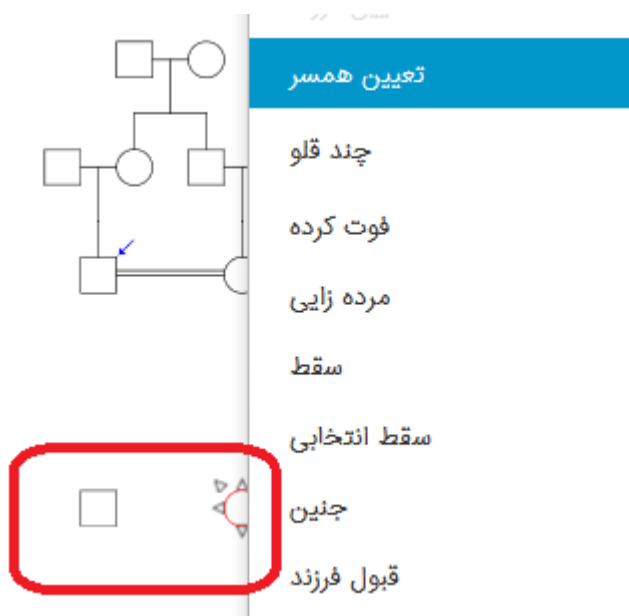 تعیین همسر
چند قلو
فوت کرده
مرده زایی
سقط
سقط انتخابی
جنین
قبول فرزند